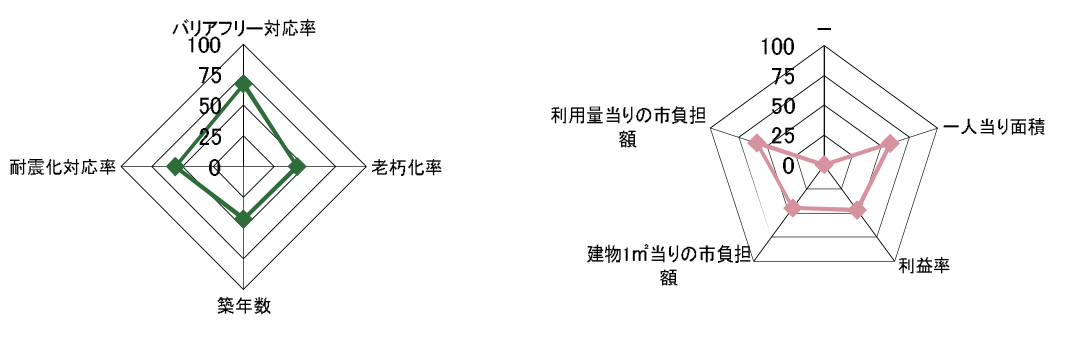 バリアフリー対応率
100
75
50
25
0
耐震化対応率
老朽化率
築年数
ー
100
75
50
25
0
利用量当りの市負担
額
一人当り面積
建物1㎡当りの市負担
額
利益率